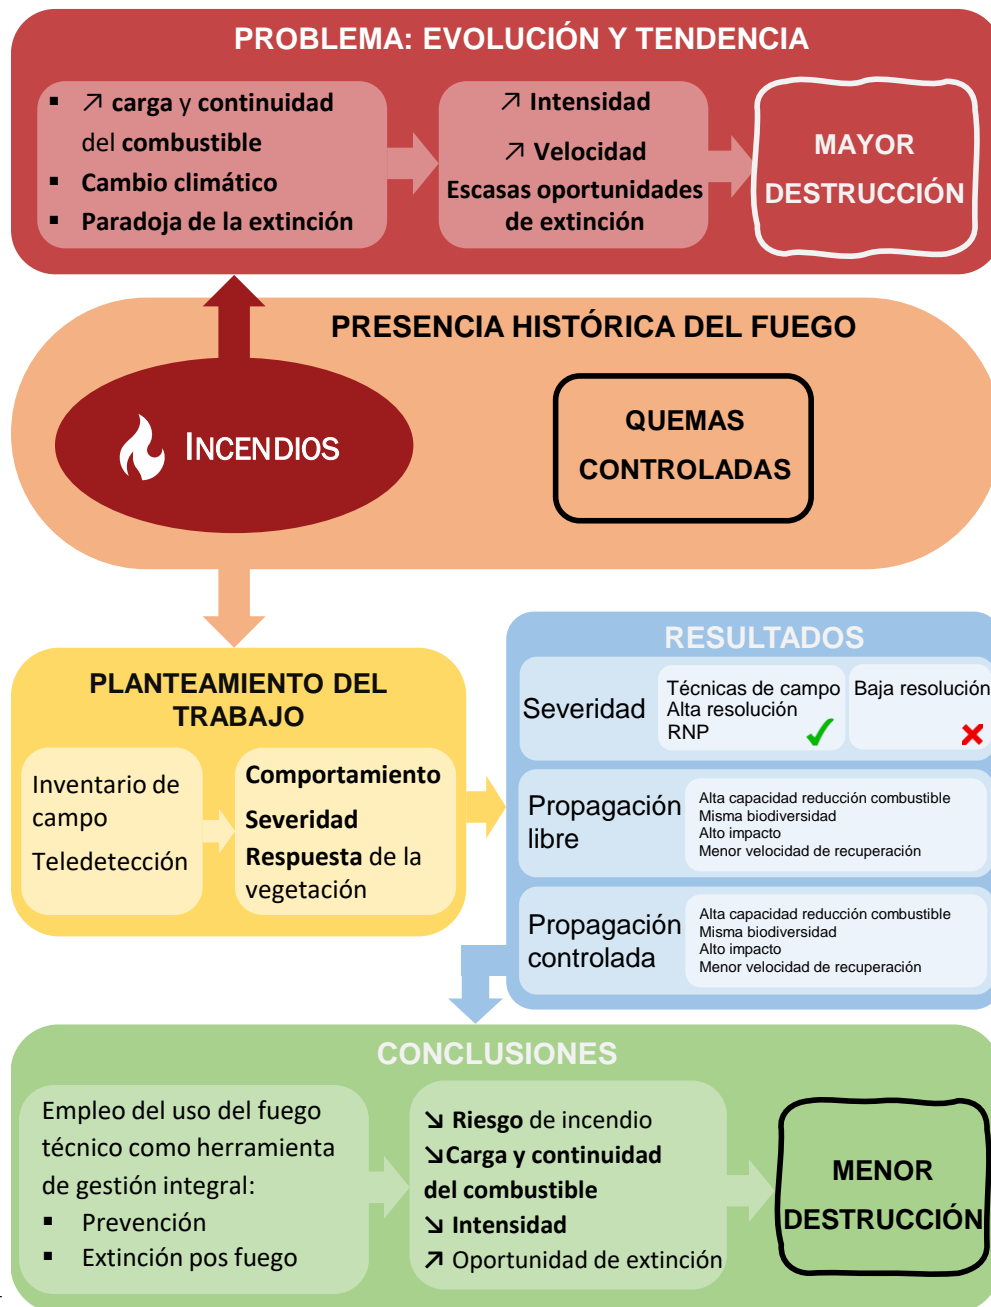 PROBLEMA: EVOLUCIÓN Y TENDENCIA
▪ ↗ carga y continuidad
del combustible
▪ Cambio climático
▪ Paradoja de la extinción
↗ Intensidad
↗ Velocidad
Escasas oportunidades
de extinción
MAYOR
DESTRUCCIÓN
PRESENCIA HISTÓRICA DEL FUEGO
INCENDIOS
QUEMAS
CONTROLADAS
PLANTEAMIENTO DEL
TRABAJO
Inventario de
campo
Teledetección
Comportamiento
Severidad
Respuesta de la
vegetación
RESULTADOS
Severidad
Técnicas de campo
Alta resolución
RNP
Baja resolución
Propagación
libre
Alta capacidad reducción combustible
Misma biodiversidad
Alto impacto
Menor velocidad de recuperación
Propagación
controlada
Alta capacidad reducción combustible
Misma biodiversidad
Alto impacto
Menor velocidad de recuperación
CONCLUSIONES
Empleo del uso del fuego
técnico como herramienta
de gestión integral:
▪ Prevención
▪ Extinción pos fuego
↘ Riesgo de incendio
↘Carga y continuidad
del combustible
↘ Intensidad
↗ Oportunidad de extinción
MENOR
DESTRUCCIÓN